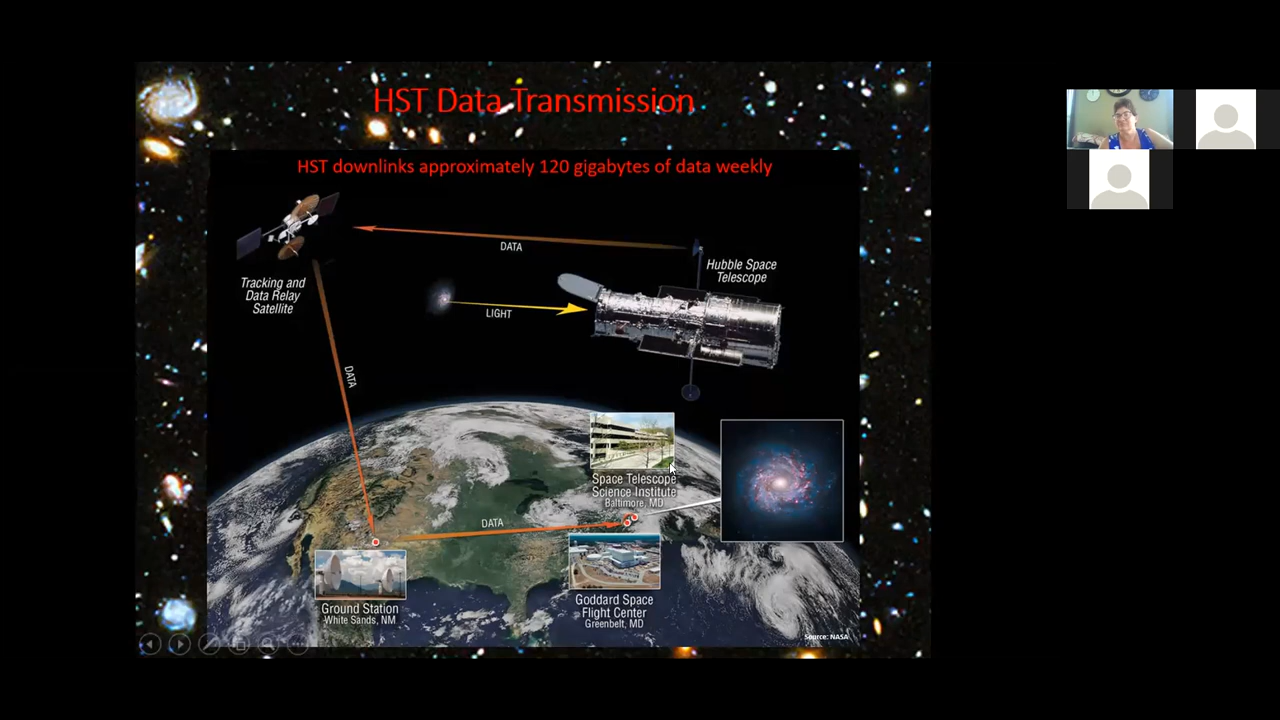 HST Data Transmission
HST downlinks approximately 120 gigabytes of data weekly
DATA
Hubble Space
Telescope
Tracking and
Data Relay
Satellite
LIGHT
DATA
Space Telescope
Science Institute
Baltimore, MD
DATA
Ground Station
White Sands, NM
Goddard Space
Flight Center
Greenbelt, MD
Source: NASA